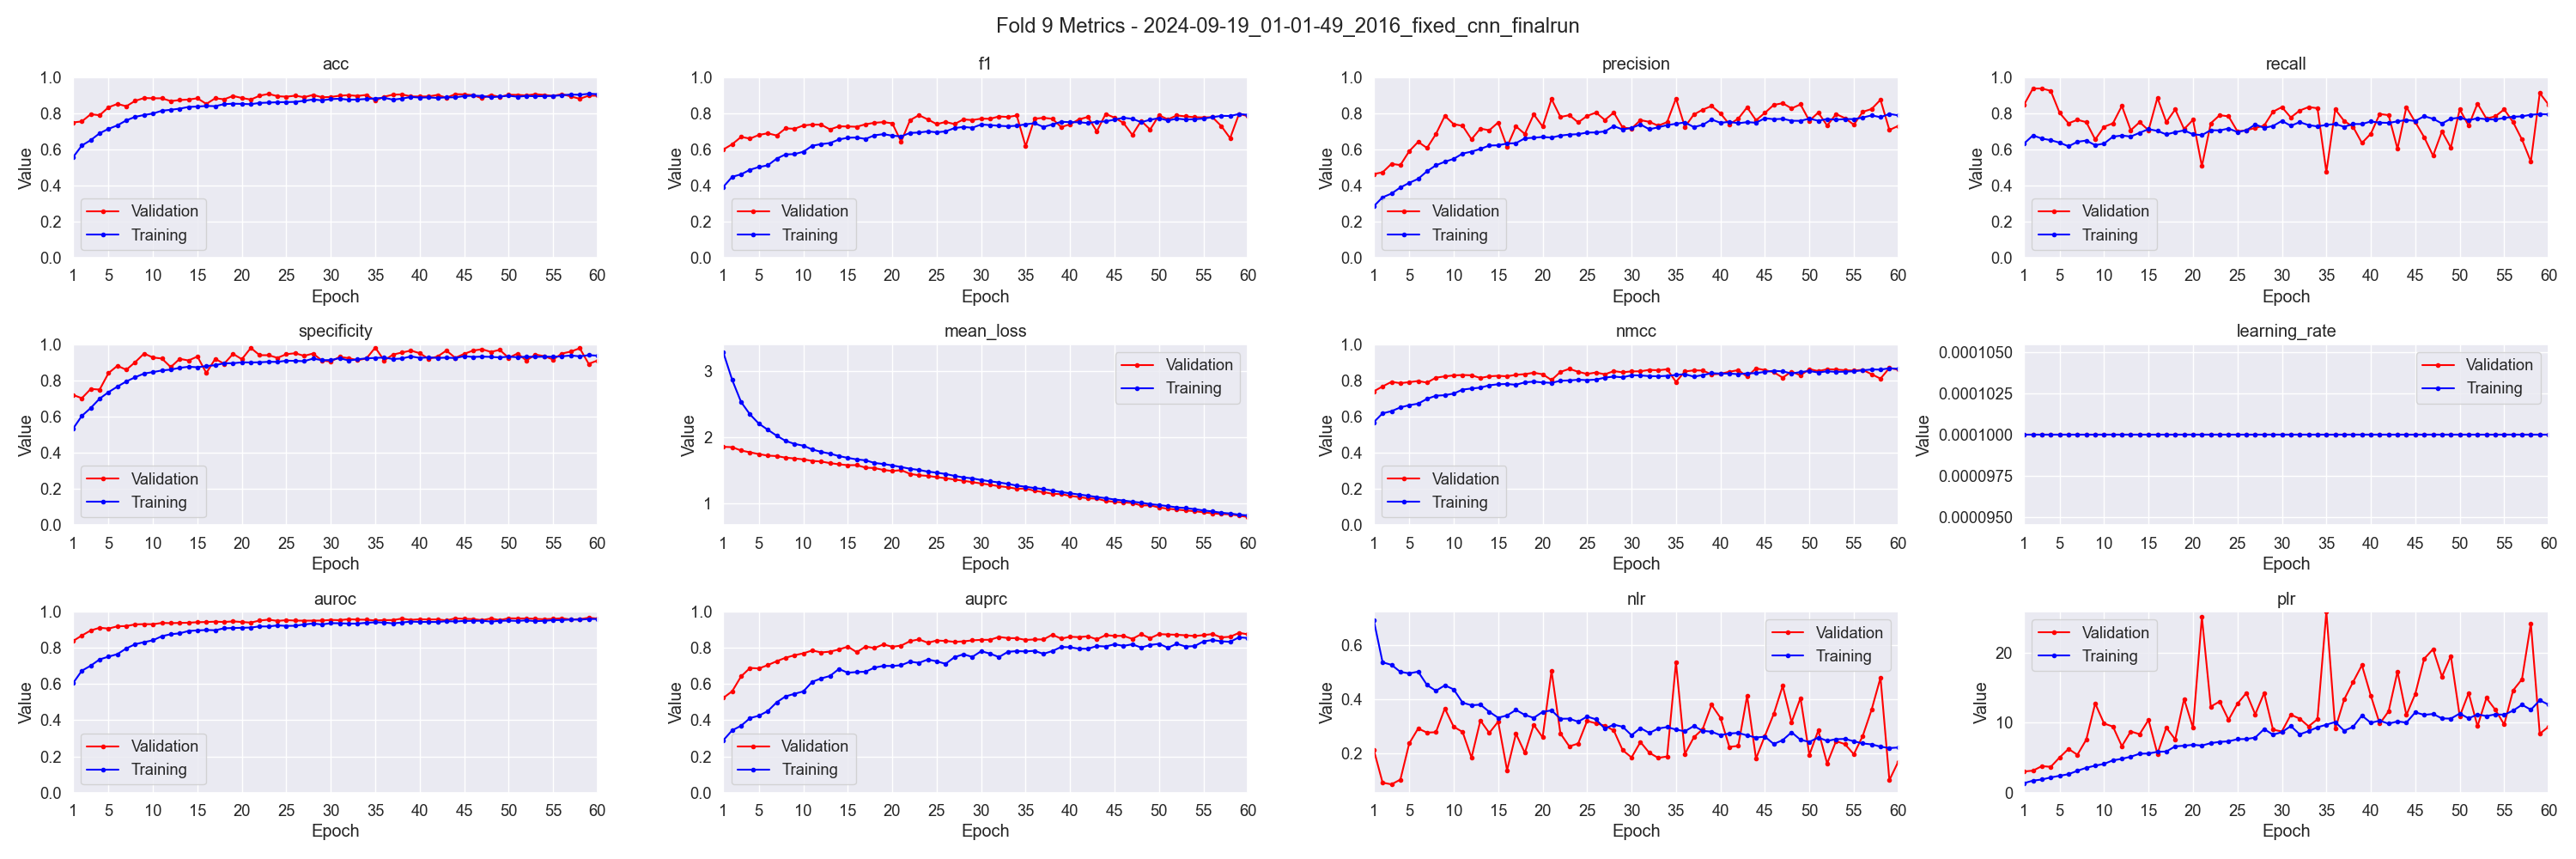 Fold 9 Metrics - 2024-09-19_01-01-49_2016_fixed_cnn_finalrun
acc
Value
1.0
0.8
0.6
0.4
0.2
0.0
Validation
Training
1 5 10 15 20 25 30 35 40 45 50 55 60
Epoch
f1
Value
1.0
0.8
0.6
0.4
0.2
0.0
Validation
Training
1 5 10 15 20 25 30 35 40 45 50 55 60
Epoch
precision
Value
1.0
0.8
0.6
0.4
0.2
0.0
Validation
Training
1 5 10 15 20 25 30 35 40 45 50 55 60
Epoch
recall
Value
1.0
0.8
0.6
0.4
0.2
0.0
Validation
Training
1 5 10 15 20 25 30 35 40 45 50 55 60
Epoch
specificity
Value
1.0
0.8
0.6
0.4
0.2
0.0
Validation
Training
1 5 10 15 20 25 30 35 40 45 50 55 60
Epoch
mean_loss
Value
3
2
1
Validation
Training
1 5 10 15 20 25 30 35 40 45 50 55 60
Epoch
nmcc
Value
1.0
0.8
0.6
0.4
0.2
0.0
Validation
Training
1 5 10 15 20 25 30 35 40 45 50 55 60
Epoch
learning_rate
Value
0.0001050
0.0001025
0.0001000
0.0000975
0.0000950
Validation
Training
1 5 10 15 20 25 30 35 40 45 50 55 60
Epoch
auroc
Value
1.0
0.8
0.6
0.4
0.2
0.0
Validation
Training
1 5 10 15 20 25 30 35 40 45 50 55 60
Epoch
auprc
Value
1.0
0.8
0.6
0.4
0.2
0.0
Validation
Training
1 5 10 15 20 25 30 35 40 45 50 55 60
Epoch
nlr
Value
0.6
0.4
0.2
Validation
Training
1 5 10 15 20 25 30 35 40 45 50 55 60
Epoch
plr
Value
20
10
0
Validation
Training
1 5 10 15 20 25 30 35 40 45 50 55 60
Epoch